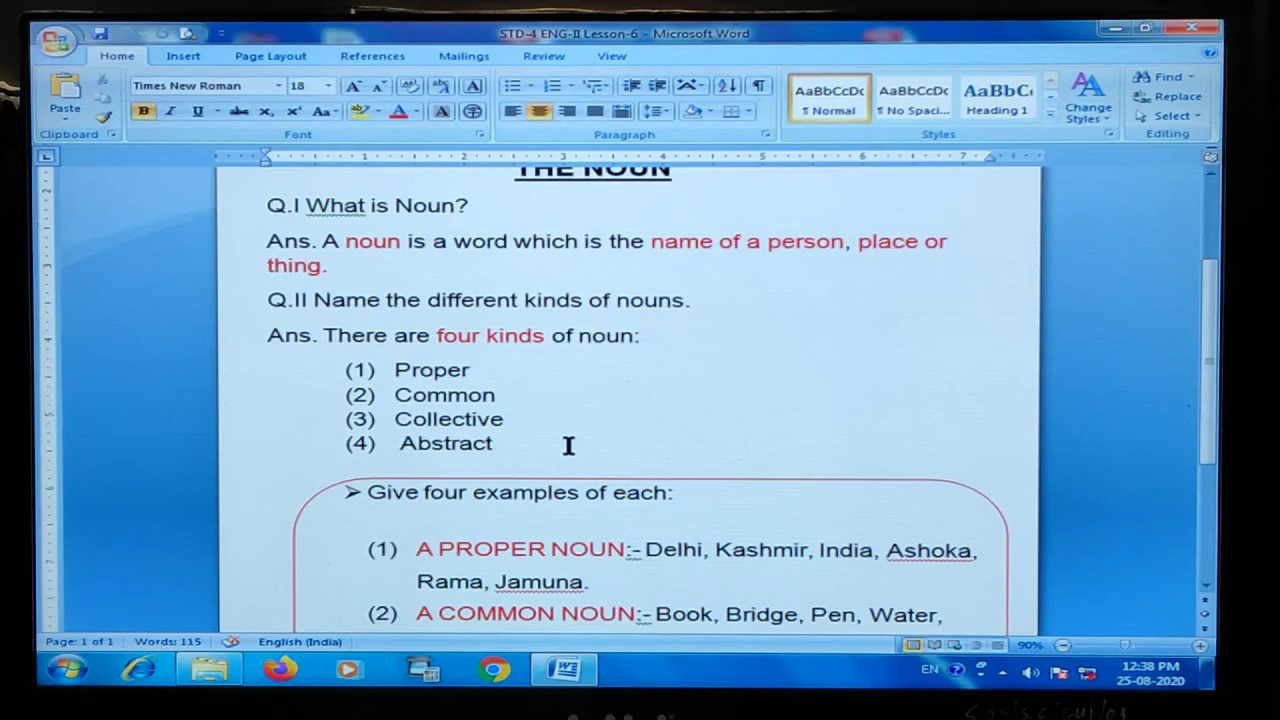 STD-4 ENG-II Lesson-6 - Microsoft Word
Home Insert Page Layout References Mailings Review View
Times New Roman 18
Paste
AaBbCcDc AaBbCcDc AaBbCc
¶ Normal ¶ No Spaci... Heading 1
Change Styles
Find
Replace
Select
Clipboard Font Paragraph Styles Editing
THE NOUN
Q.I What is Noun?
Ans. A noun is a word which is the name of a person, place or
thing.
Q.II Name the different kinds of nouns.
Ans. There are four kinds of noun:
(1) Proper
(2) Common
(3) Collective
(4) Abstract
➢ Give four examples of each:
(1) A PROPER NOUN:- Delhi, Kashmir, India, Ashoka,
Rama, Jamuna.
(2) A COMMON NOUN:- Book, Bridge, Pen, Water,
Page: 1 of 1 Words: 115 English (India) 90%
EN 12:38 PM
25-08-2020